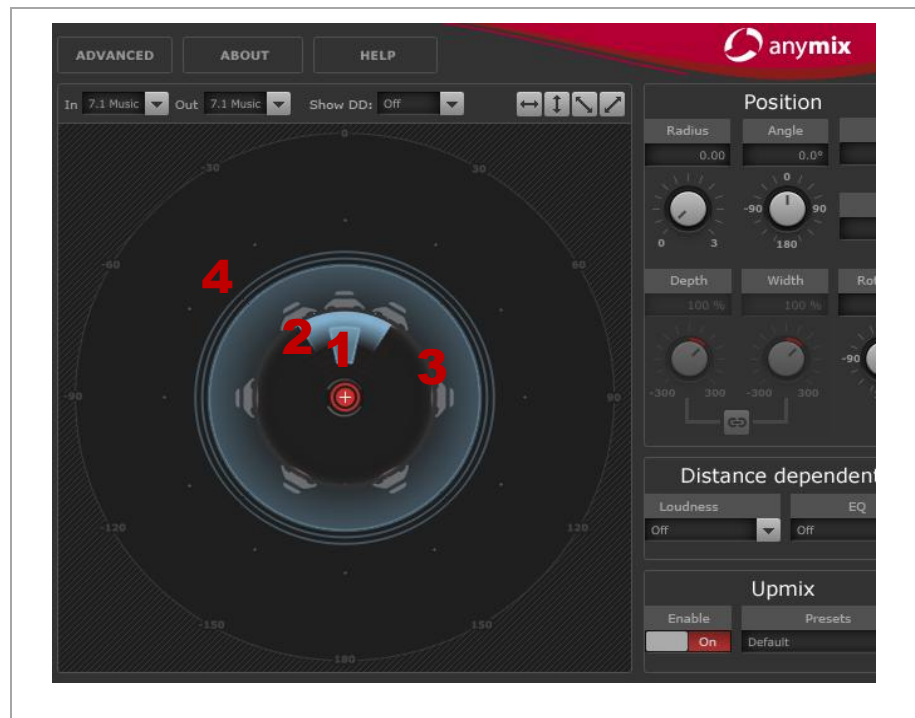 anymix
ADVANCED ABOUT HELP
In 7.1 Music Out 7.1 Music Show DD: Off
Position
Radius Angle
0.00 0.0°
0
-90 90
0 3 180
Depth Width Rot
100 % 100 %
-90
-300 300 -300 300
Distance dependent
Loudness EQ
Off Off
Upmix
Enable Presets
On Default
0
-30 30
-60 60
-90 90
-120 120
-150 150
180
4
2 1 3